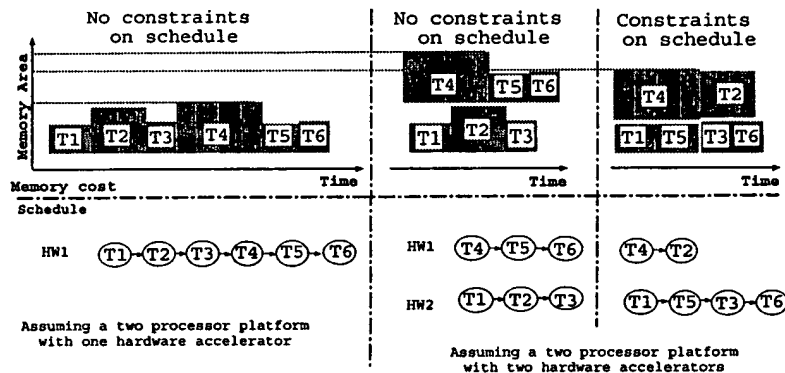 No constraints
on schedule
No constraints
on schedule
Constraints
on schedule
Memory Area
T1 T2 T3 T4 T5 T6
T4 T5 T6
T1 T2 T3
T4 T2
T1 T5 T3 T6
Memory cost
Time
Time
Time
Schedule
HW1
T1 T2 T3 T4 T5 T6
HW1
T4 T5 T6
T4 T2
HW2
T1 T2 T3
T1 T5 T3 T6
Assuming a two processor platform
with one hardware accelerator
Assuming a two processor platform
with two hardware accelerators